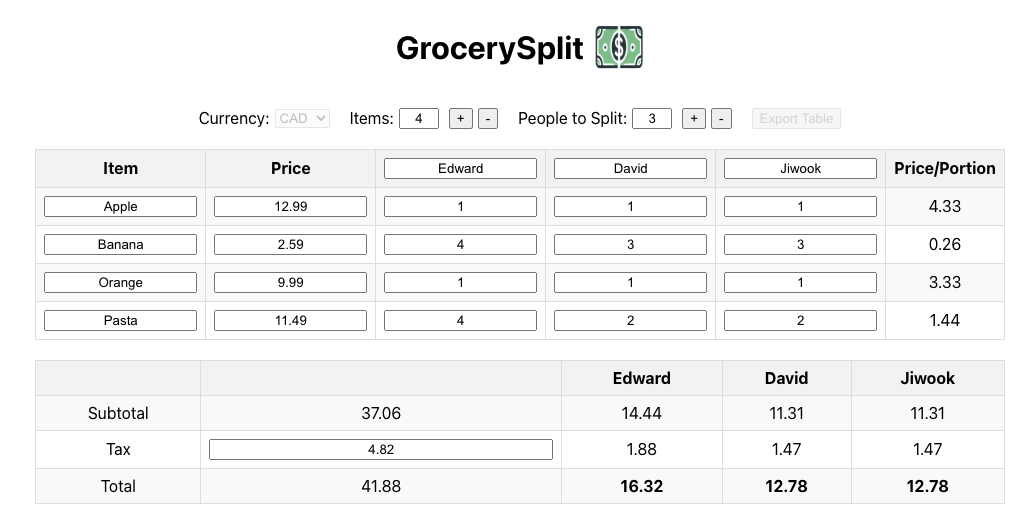 GrocerySplit
Currency: CAD Items: 4 + - People to Split: 3 + - Export Table
Item Price Edward David Jiwook Price/Portion
Apple 12.99 1 1 1 4.33
Banana 2.59 4 3 3 0.26
Orange 9.99 1 1 1 3.33
Pasta 11.49 4 2 2 1.44
Edward David Jiwook
Subtotal 37.06 14.44 11.31 11.31
Tax 4.82 1.88 1.47 1.47
Total 41.88 16.32 12.78 12.78